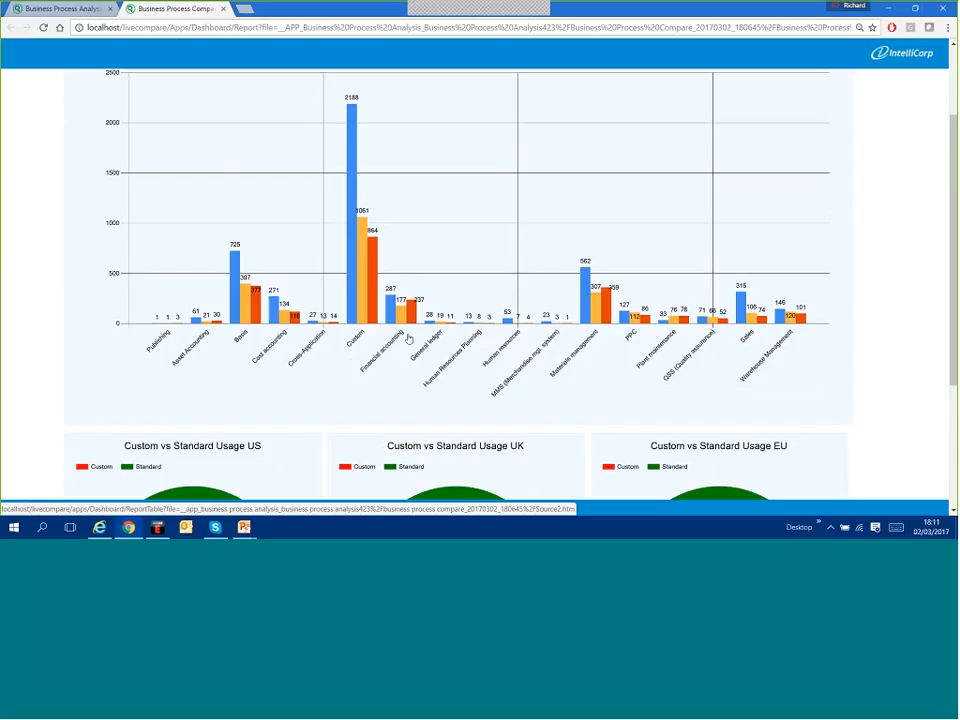 Business Process Analys
Business Process Compa
Richard
localhost/livecompare/Apps/Dashboard/Report?file=__APP_Business%20Process%20Analysis_Business%20Process%20Analysis423%2FBusiness%20Process%20Compare_20170302_180645%2FBusiness%20Process!
IntelliCorp
2500
2000
1500
1000
500
0
1 1 3
61 21 30
725 397 377
271 134 118
27 13 14
2188 1061 864
287 177 237
28 19 11
13 8 3
53 7 4
23 3 1
562 307 359
127 112 86
33 76 78
71 66 52
315 106 74
146 120 101
Publishing
Asset Accounting
Basis
Cost accounting
Cross-Application
Custom
Financial accounting
General ledger
Human Resources Planning
Human resources
MMS (Merchandise mgt. system)
Materials management
PPC
Plant maintenance
QSS (Quality assurance)
Sales
Warehouse Management
Custom vs Standard Usage US
Custom Standard
Custom vs Standard Usage UK
Custom Standard
Custom vs Standard Usage EU
Custom Standard
localhost/livecompare/apps/Dashboard/ReportTable?file=__app_business process analysis_business process analysis423%2Fbusiness process compare_20170302_180645%2FSource2.htm
Desktop
18:11
02/03/2017